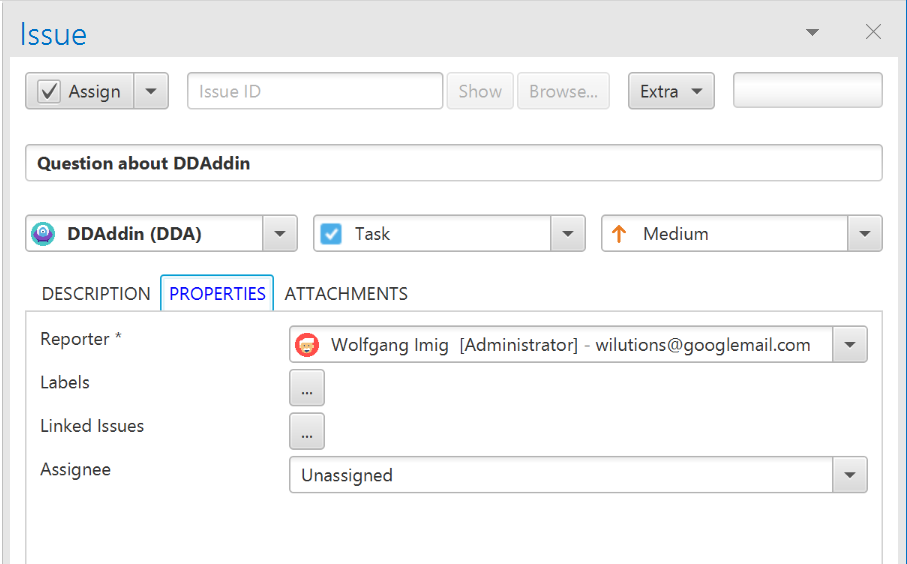 Issue
Assign Issue ID Show Browse... Extra
Question about DDAddin
DDAddin (DDA) Task Medium
DESCRIPTION PROPERTIES ATTACHMENTS
Reporter * Wolfgang Imig [Administrator] - wilutions@googlemail.com
Labels ...
Linked Issues ...
Assignee Unassigned